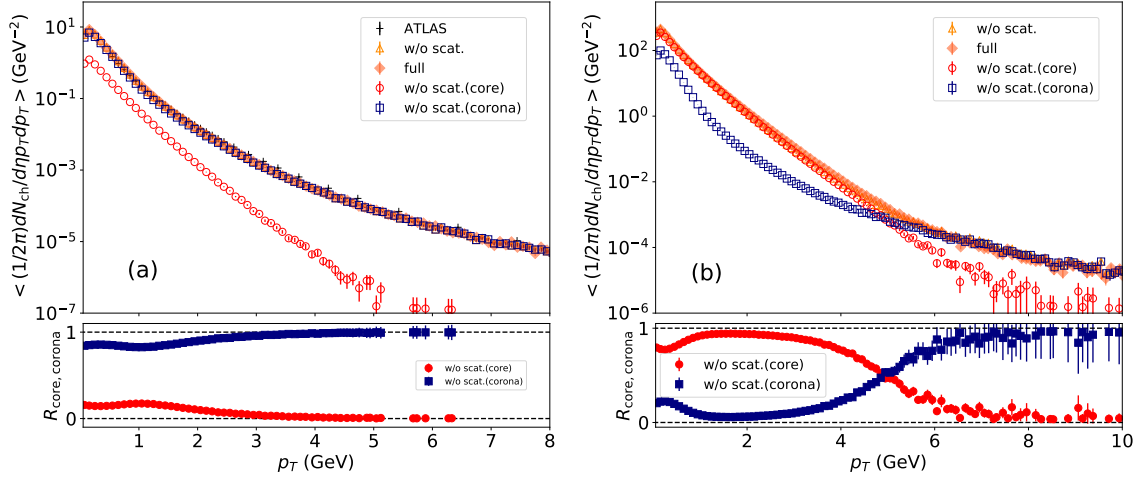 < (1/2π)dN_ch/dηp_Tdp_T > (GeV⁻²)
10¹
10⁻¹
10⁻³
10⁻⁵
10⁻⁷
ATLAS
w/o scat.
full
w/o scat.(core)
w/o scat.(corona)
(a)
R_core, corona
1
0
w/o scat.(core)
w/o scat.(corona)
1 2 3 4 5 6 7 8
p_T (GeV)
< (1/2π)dN_ch/dηp_Tdp_T > (GeV⁻²)
10²
10⁰
10⁻²
10⁻⁴
10⁻⁶
w/o scat.
full
w/o scat.(core)
w/o scat.(corona)
(b)
R_core, corona
1
0
w/o scat.(core)
w/o scat.(corona)
2 4 6 8 10
p_T (GeV)